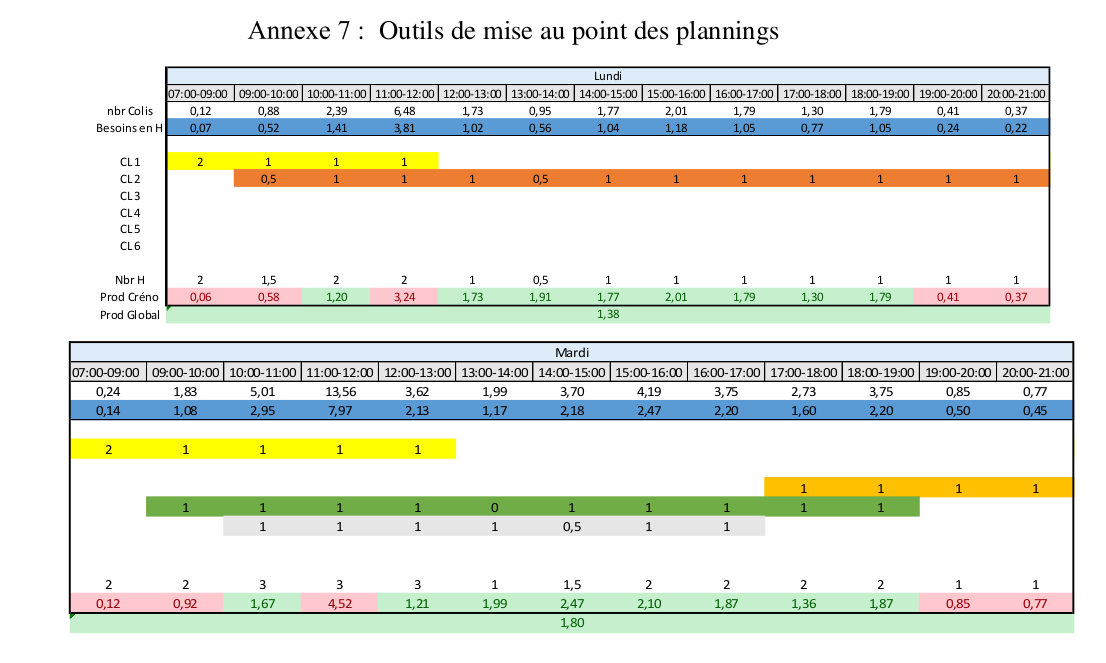 Annexe 7 : Outils de mise au point des plannings
Lundi
07:00-09:00 09:00-10:00 10:00-11:00 11:00-12:00 12:00-13:00 13:00-14:00 14:00-15:00 15:00-16:00 16:00-17:00 17:00-18:00 18:00-19:00 19:00-20:00 20:00-21:00
nbr Colis 0,12 0,88 2,39 6,48 1,73 0,95 1,77 2,01 1,79 1,30 1,79 0,41 0,37
Besoins en H 0,07 0,52 1,41 3,81 1,02 0,56 1,04 1,18 1,05 0,77 1,05 0,24 0,22
CL1 2 1 1 1
CL2 0,5 1 1 1 0,5 1 1 1 1 1 1 1
CL3
CL4
CL5
CL6
Nbr H 2 1,5 2 2 1 0,5 1 1 1 1 1 1 1
Prod Créno 0,06 0,58 1,20 3,24 1,73 1,91 1,77 2,01 1,79 1,30 1,79 0,41 0,37
Prod Global 1,38
Mardi
07:00-09:00 09:00-10:00 10:00-11:00 11:00-12:00 12:00-13:00 13:00-14:00 14:00-15:00 15:00-16:00 16:00-17:00 17:00-18:00 18:00-19:00 19:00-20:00 20:00-21:00
0,24 1,83 5,01 13,56 3,62 1,99 3,70 4,19 3,75 2,73 3,75 0,85 0,77
0,14 1,08 2,95 7,97 2,13 1,17 2,18 2,47 2,20 1,60 2,20 0,50 0,45
2 1 1 1 1
1 1 1 1
1 1 1 1 0 1 1 1 1 1
1 1 1 1 0,5 1 1
2 2 3 3 3 1 1,5 2 2 2 2 1 1
0,12 0,92 1,67 4,52 1,21 1,99 2,47 2,10 1,87 1,36 1,87 0,85 0,77
1,80